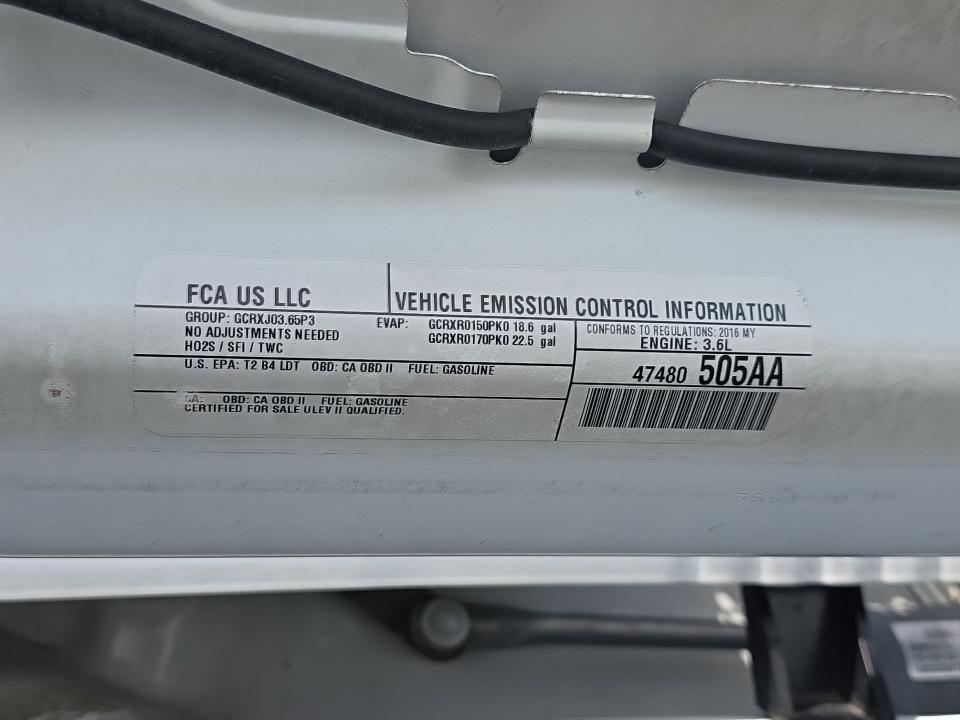 FCA US LLC
VEHICLE EMISSION CONTROL INFORMATION
GROUP: GCRXJ03.65P3
NO ADJUSTMENTS NEEDED
HO2S / SFI / TWC
EVAP: GCRXR0150PK0 18.6 gal
GCRXR0170PK0 22.5 gal
CONFORMS TO REGULATIONS: 2016 MY
ENGINE: 3.6L
U.S. EPA: T2 B4 LDT OBD: CA OBD II FUEL: GASOLINE
47480 505AA
CA: OBD: CA OBD II FUEL: GASOLINE
CERTIFIED FOR SALE ULEV II QUALIFIED.